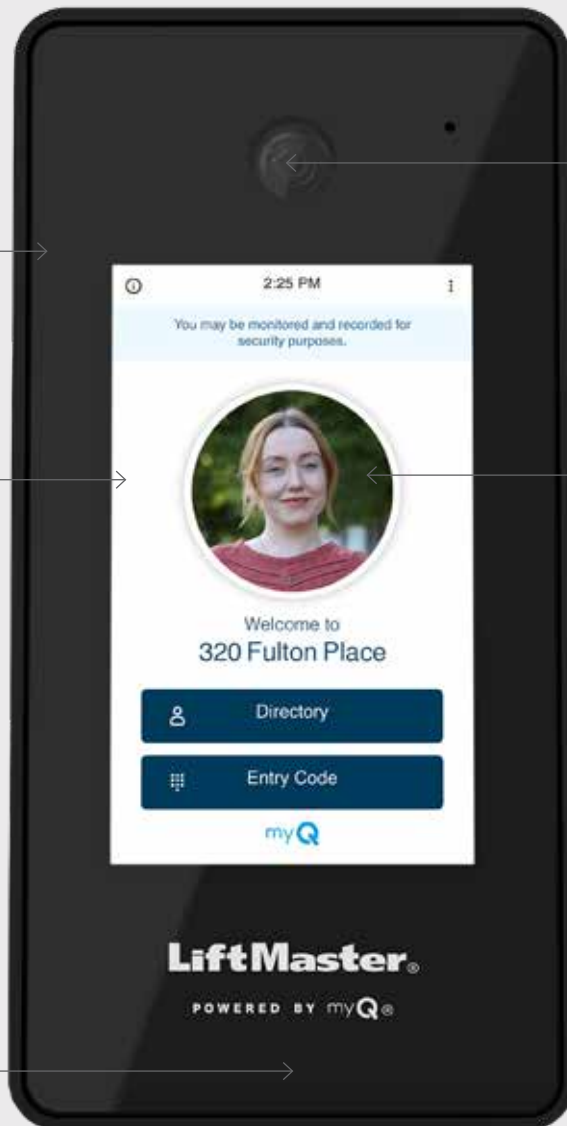 2:25 PM
You may be monitored and recorded for
security purposes.
Welcome to
320 Fulton Place
Directory
Entry Code
myQ
LiftMaster®
POWERED BY myQ®